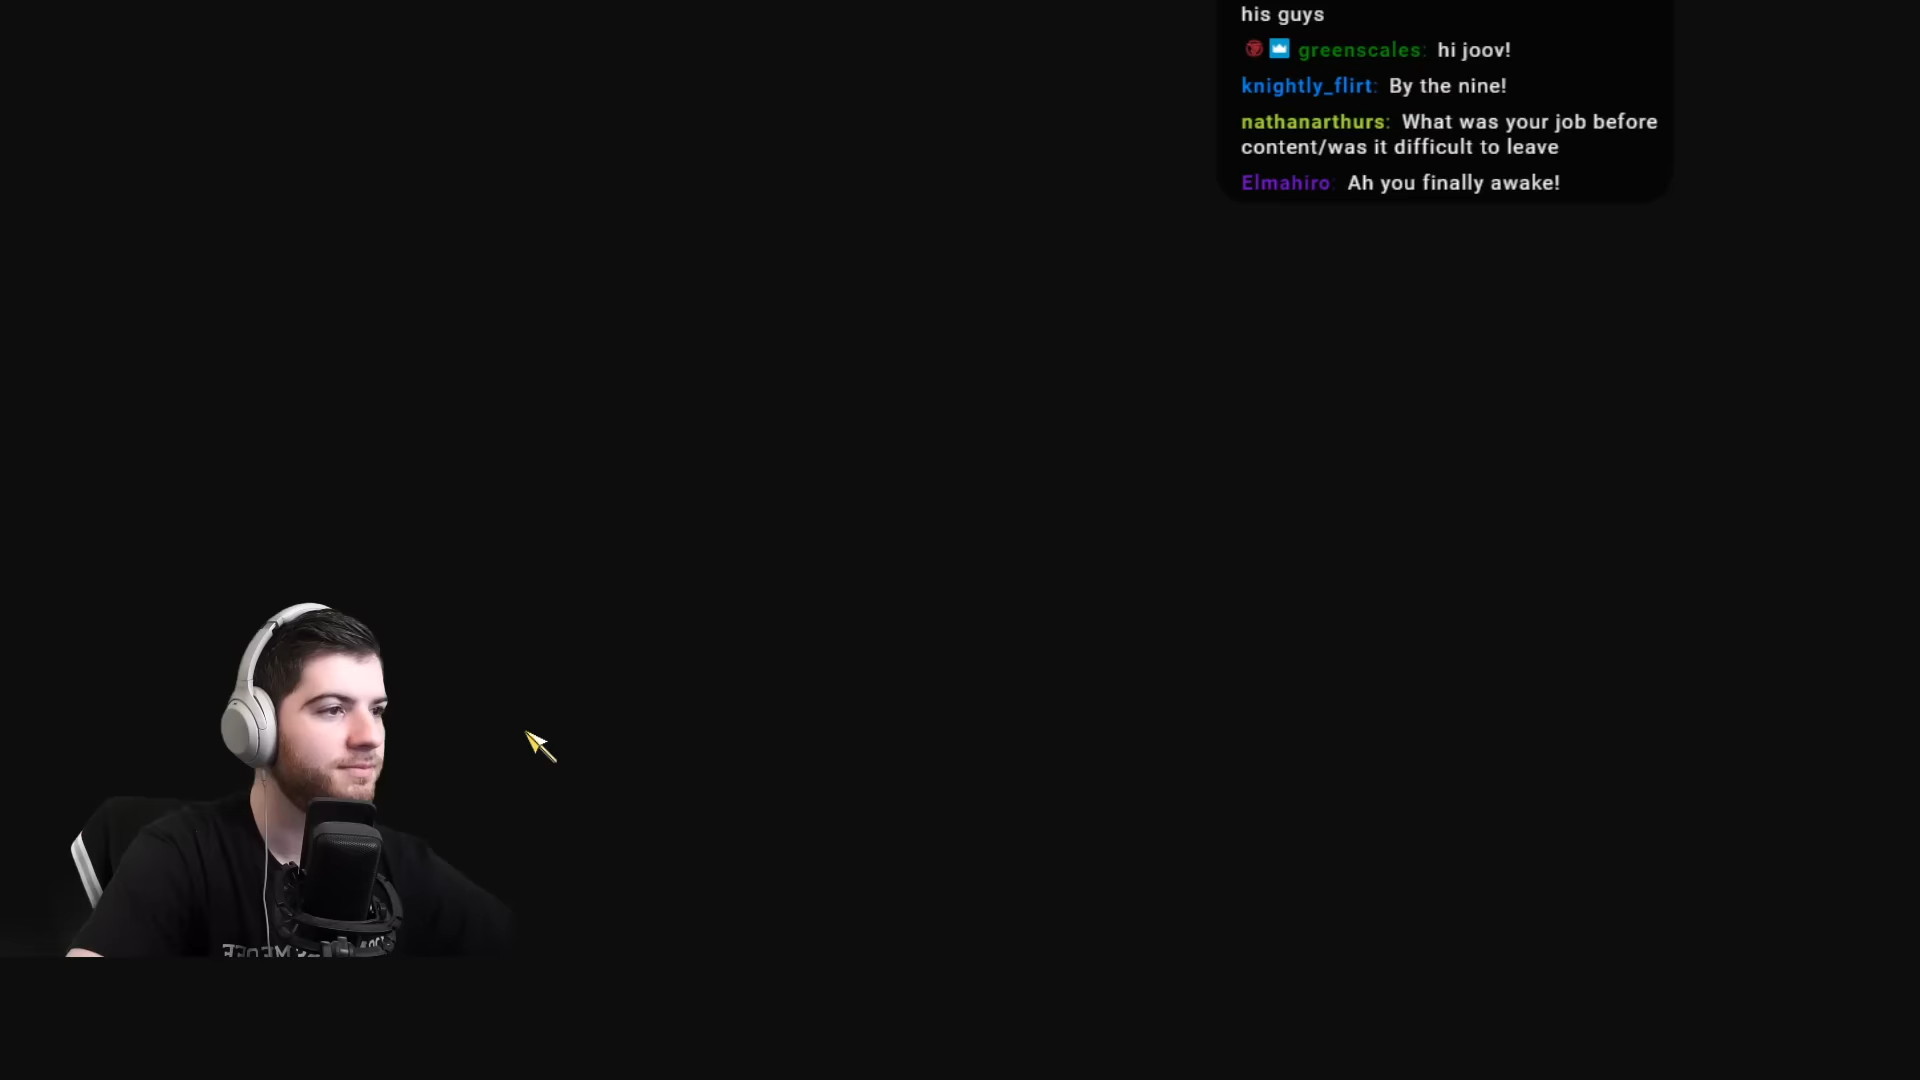 his guys
greenscales: hi joov!
knightly_flirt: By the nine!
nathanarthurs: What was your job before
content/was it difficult to leave
Elmahiro: Ah you finally awake!